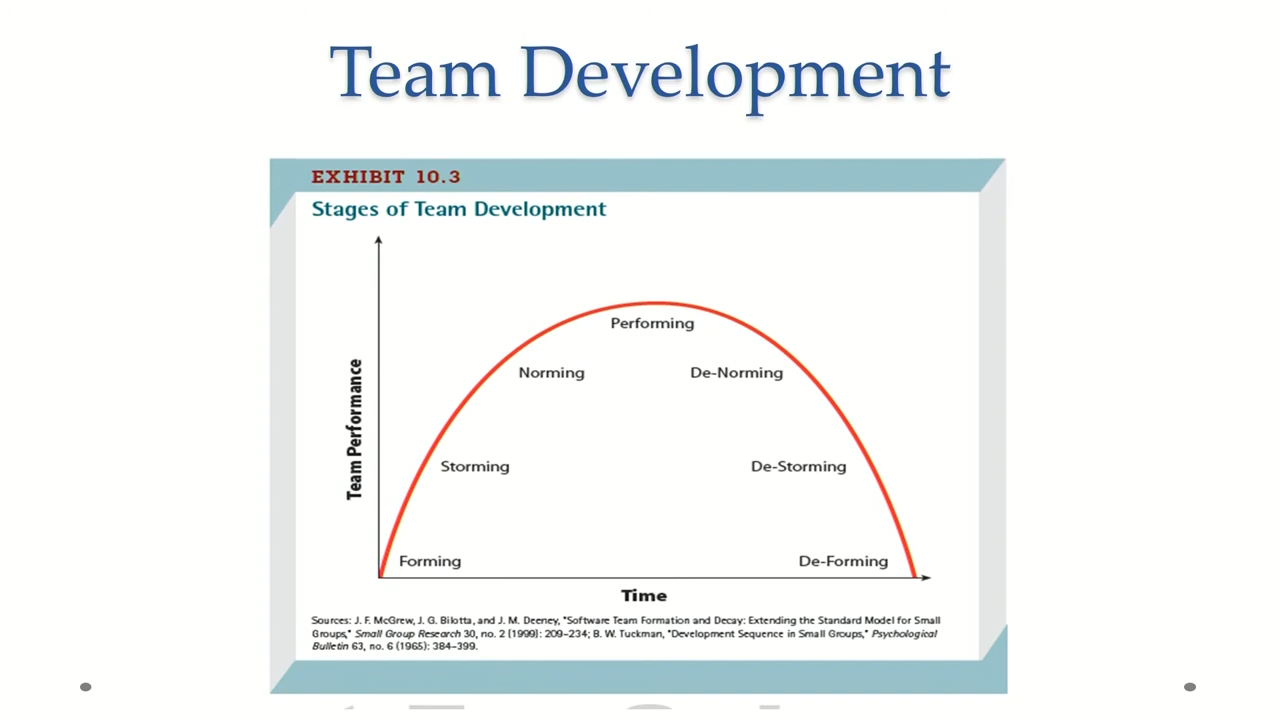 Team Development
EXHIBIT 10.3
Stages of Team Development
Performing
Norming
De-Norming
Team Performance
Storming
De-Storming
Forming
De-Forming
Time
Sources: J. F. McGrew, J. G. Bilotta, and J. M. Deeney, "Software Team Formation and Decay: Extending the Standard Model for Small
Groups," Small Group Research 30, no. 2 (1999): 209–234; B. W. Tuckman, "Development Sequence in Small Groups," Psychological
Bulletin 63, no. 6 (1965): 384–399.